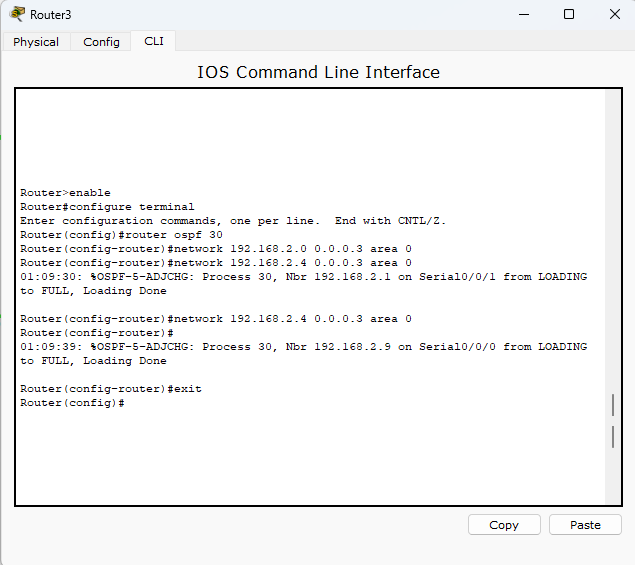 Router3
Physical Config CLI
IOS Command Line Interface
Router>enable
Router#configure terminal
Enter configuration commands, one per line.  End with CNTL/Z.
Router(config)#router ospf 30
Router(config-router)#network 192.168.2.0 0.0.0.3 area 0
Router(config-router)#network 192.168.2.4 0.0.0.3 area 0
01:09:30: %OSPF-5-ADJCHG: Process 30, Nbr 192.168.2.1 on Serial0/0/1 from LOADING
to FULL, Loading Done
Router(config-router)#network 192.168.2.4 0.0.0.3 area 0
Router(config-router)#
01:09:39: %OSPF-5-ADJCHG: Process 30, Nbr 192.168.2.9 on Serial0/0/0 from LOADING
to FULL, Loading Done
Router(config-router)#exit
Router(config)#
Copy Paste